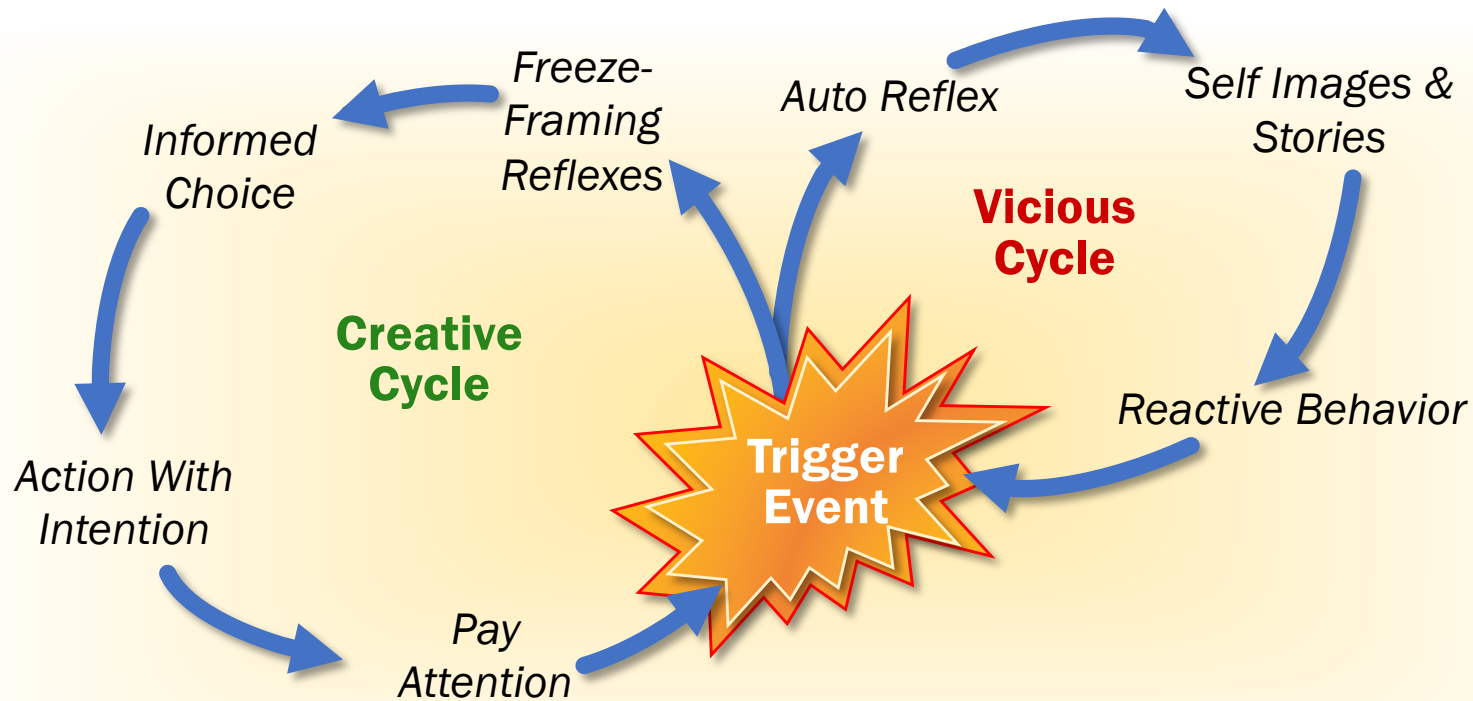 Freeze-
Framing
Reflexes
Informed
Choice
Action With
Intention
Pay
Attention
Creative
Cycle
Trigger
Event
Auto Reflex
Self Images &
Stories
Reactive Behavior
Vicious
Cycle